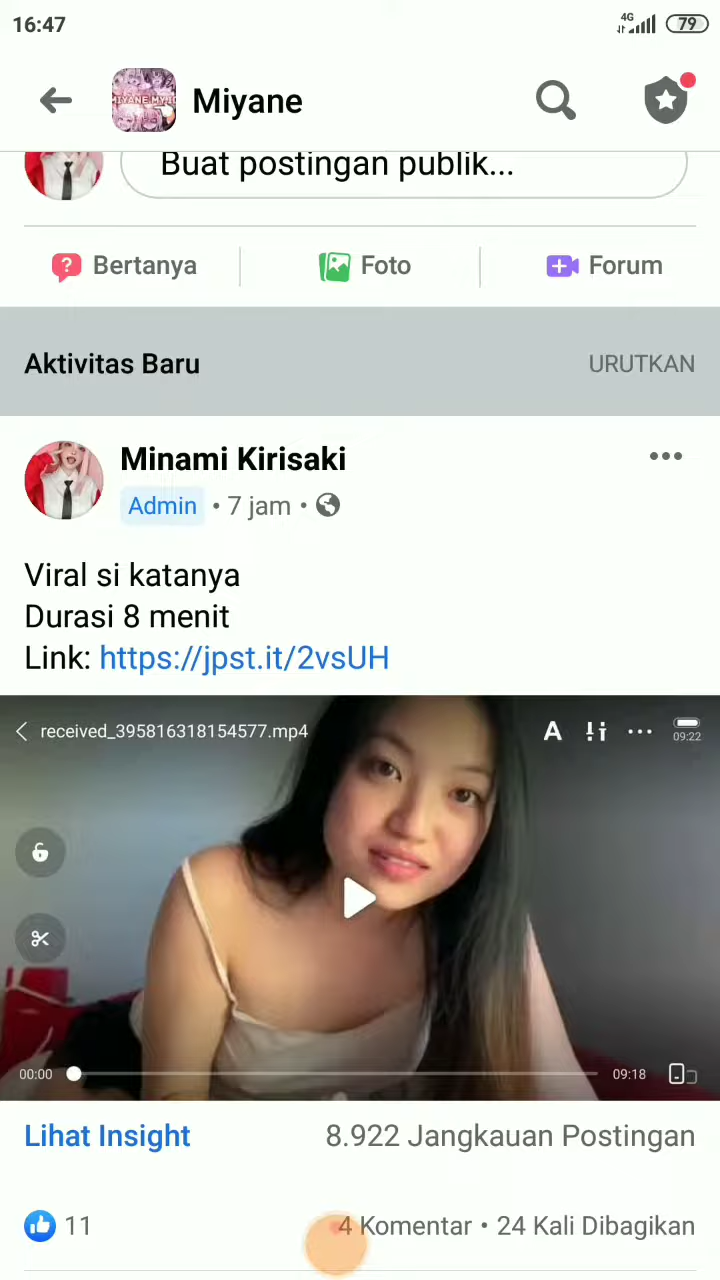 16:47
4G
79
MIYANE MYIO
Miyane
Buat postingan publik...
Bertanya
Foto
Forum
Aktivitas Baru
URUTKAN
Minami Kirisaki
Admin • 7 jam •
Viral si katanya
Durasi 8 menit
Link: https://jpst.it/2vsUH
received_395816318154577.mp4
A
09:22
00:00
09:18
Lihat Insight
8.922 Jangkauan Postingan
11
4 Komentar • 24 Kali Dibagikan